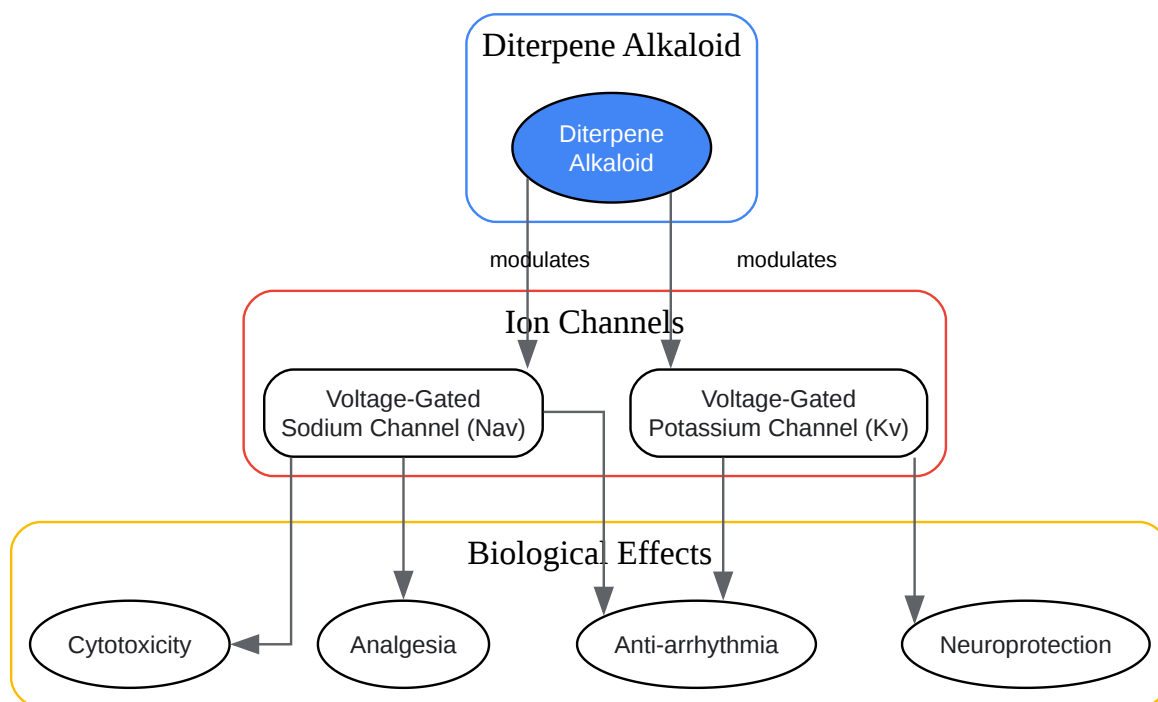 Diterpene Alkaloid
Diterpene
Alkaloid
modulates
modulates
Ion Channels
Voltage-Gated
Sodium Channel (Nav)
Voltage-Gated
Potassium Channel (Kv)
Biological Effects
Cytotoxicity
Analgesia
Anti-arrhythmia
Neuroprotection